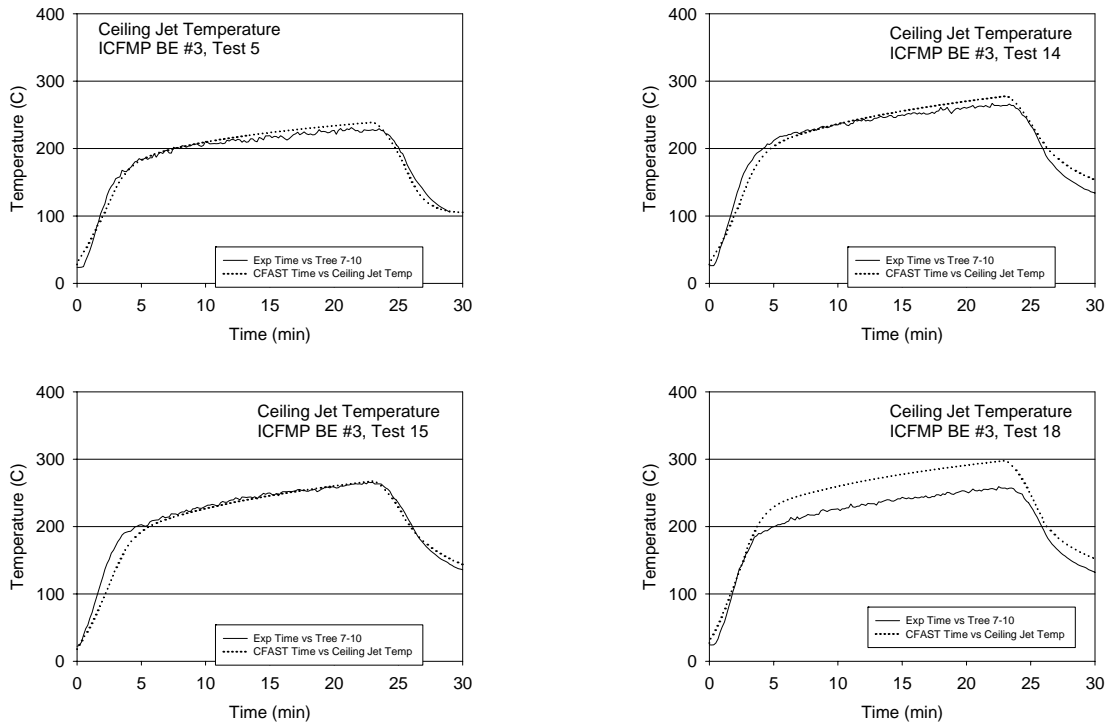 Ceiling Jet Temperature
ICFMP BE #3, Test 5
400
300
200
100
0
Temperature (C)
Exp Time vs Tree 7-10
CFAST Time vs Ceiling Jet Temp
0 5 10 15 20 25 30
Time (min)
Ceiling Jet Temperature
ICFMP BE #3, Test 14
400
300
200
100
0
Temperature (C)
Exp Time vs Tree 7-10
CFAST Time vs Ceiling Jet Temp
0 5 10 15 20 25 30
Time (min)
Ceiling Jet Temperature
ICFMP BE #3, Test 15
400
300
200
100
0
Temperature (C)
Exp Time vs Tree 7-10
CFAST Time vs Ceiling Jet Temp
0 5 10 15 20 25 30
Time (min)
Ceiling Jet Temperature
ICFMP BE #3, Test 18
400
300
200
100
0
Temperature (C)
Exp Time vs Tree 7-10
CFAST Time vs Ceiling Jet Temp
0 5 10 15 20 25 30
Time (min)